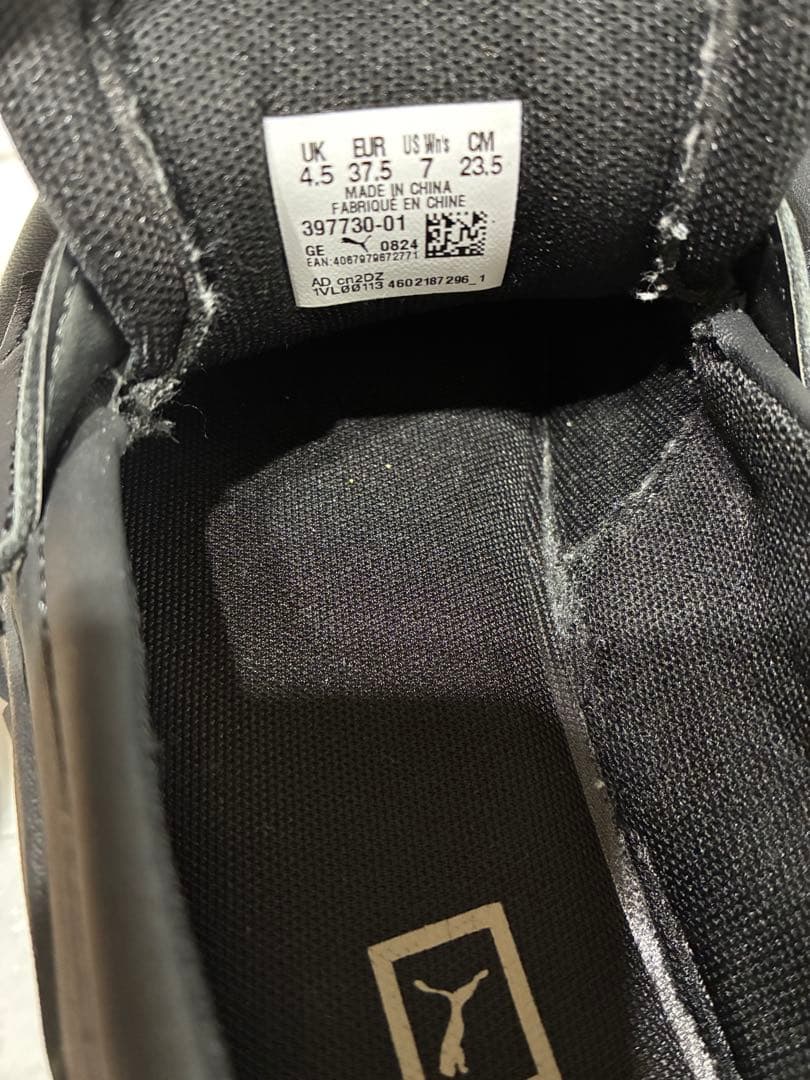 UK EUR US Wn's CM
4.5 37.5 7 23.5
MADE IN CHINA
FABRIQUÉ EN CHINE
397730-01
GE 0824
EAN:4067979672771
AD cn2DZ
1VL00113 4602187296_1